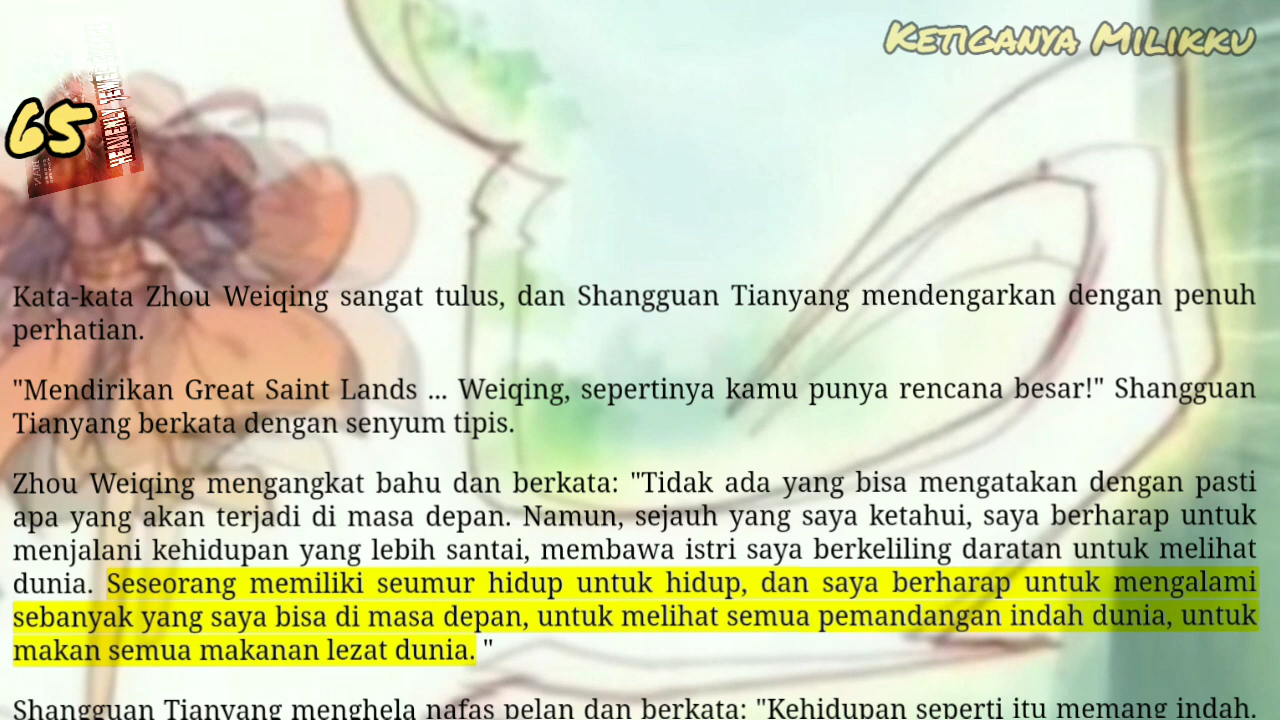 Ketiganya Milikku
65
HEAVENLY JEWEL
Kata-kata Zhou Weiqing sangat tulus, dan Shangguan Tianyang mendengarkan dengan penuh
perhatian.
"Mendirikan Great Saint Lands ... Weiqing, sepertinya kamu punya rencana besar!" Shangguan
Tianyang berkata dengan senyum tipis.
Zhou Weiqing mengangkat bahu dan berkata: "Tidak ada yang bisa mengatakan dengan pasti
apa yang akan terjadi di masa depan. Namun, sejauh yang saya ketahui, saya berharap untuk
menjalani kehidupan yang lebih santai, membawa istri saya berkeliling daratan untuk melihat
dunia. Seseorang memiliki seumur hidup untuk hidup, dan saya berharap untuk mengalami
sebanyak yang saya bisa di masa depan, untuk melihat semua pemandangan indah dunia, untuk
makan semua makanan lezat dunia. "
Shangguan Tianyang menghela nafas pelan dan berkata: "Kehidupan seperti itu memang indah.